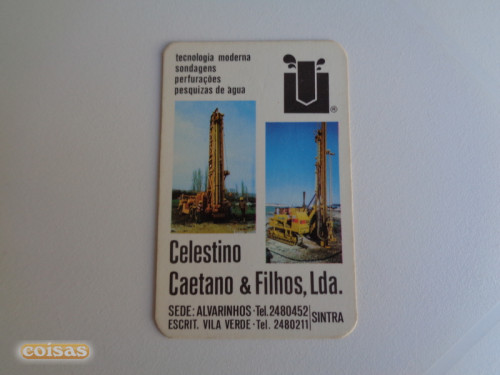 tecnologia moderna
sondagens
perfurações
pesquizas de àgua
®
Celestino
Caetano & Filhos, Lda.
SEDE: ALVARINHOS · Tel. 2480452
ESCRIT. VILA VERDE · Tel. 2480211
SINTRA
coisas